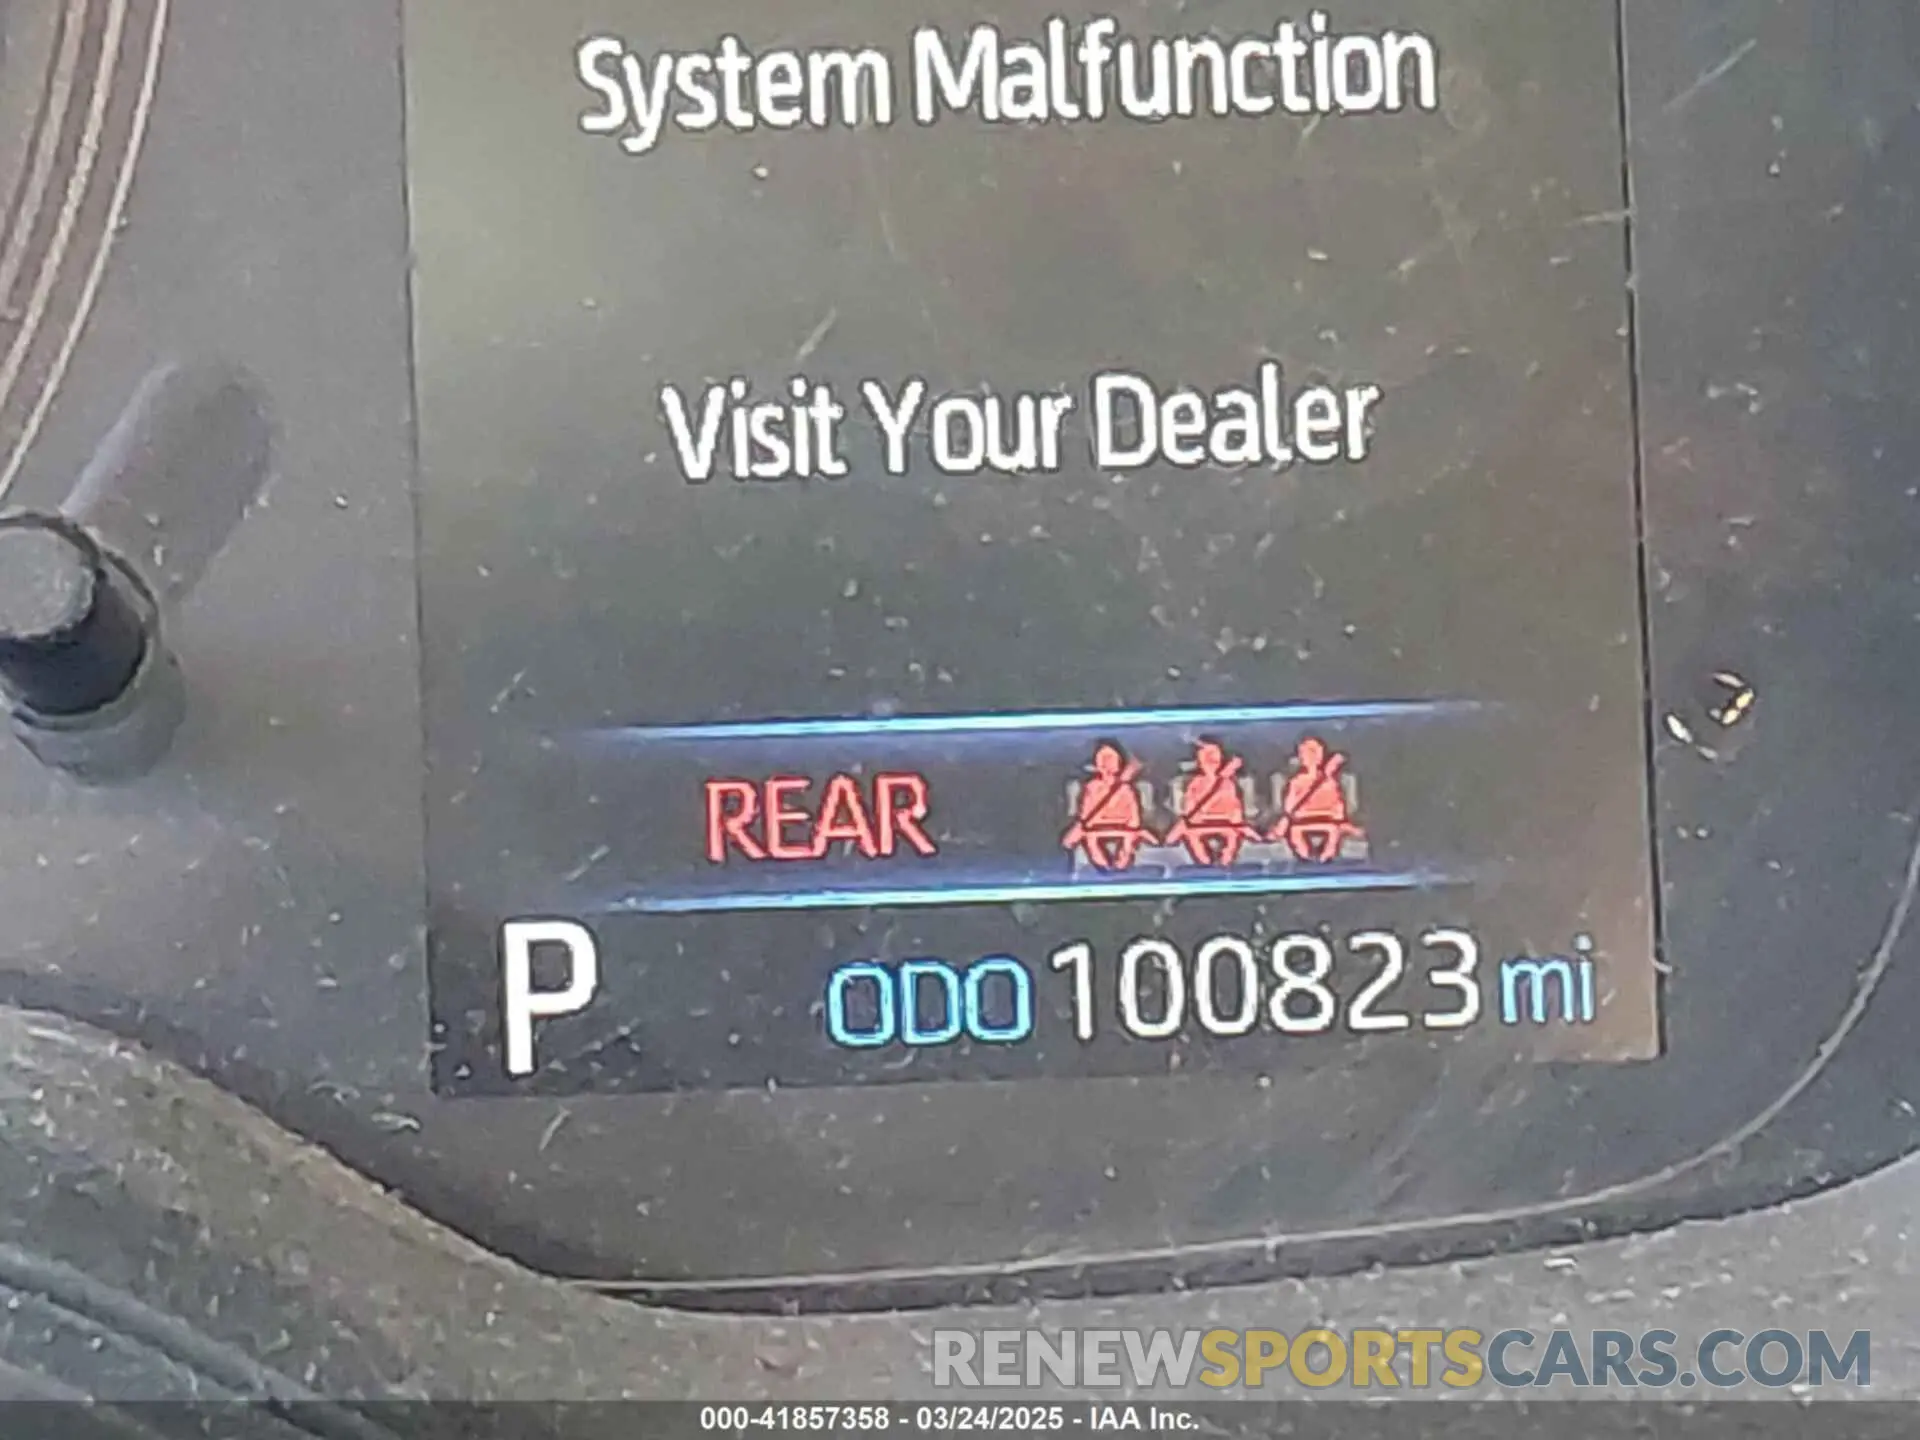 System Malfunction
Visit Your Dealer
REAR
P ODO 100823 mi
RENEWSPORTSCARS.COM
000-41857358 - 03/24/2025 - IAA Inc.